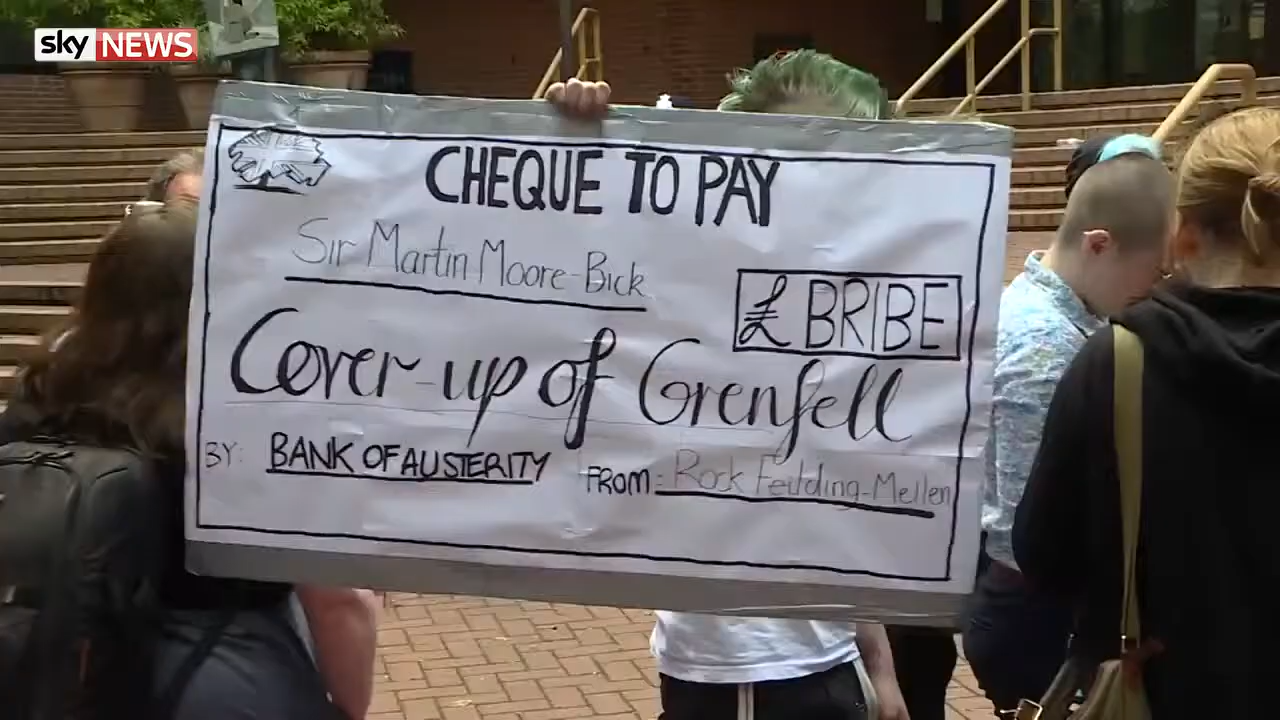 sky NEWS
CHEQUE TO PAY
Sir Martin Moore-Bick
£ BRIBE
Cover-up of Grenfell
BY: BANK OF AUSTERITY
FROM: Rock Feilding-Mellen